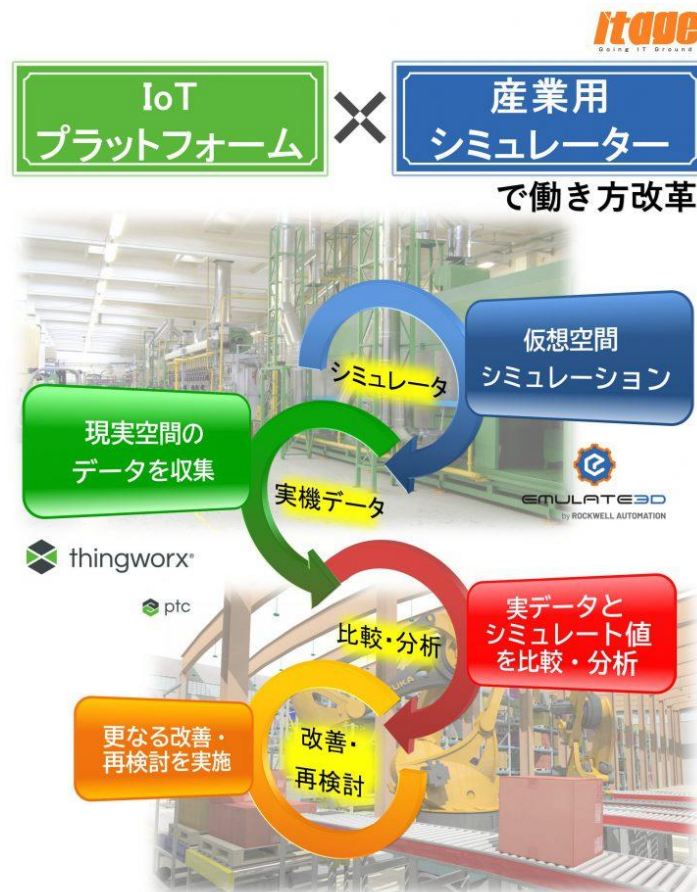 itage
Going IT Ground
IoT
プラットフォーム
×
産業用
シミュレーター
で働き方改革
シミュレータ
仮想空間
シミュレーション
現実空間の
データを収集
実機データ
EMULATE3D
by ROCKWELL AUTOMATION
thingworx®
ptc
比較・分析
実データと
シミュレート値
を比較・分析
KUKA
更なる改善・
再検討を実施
改善・
再検討